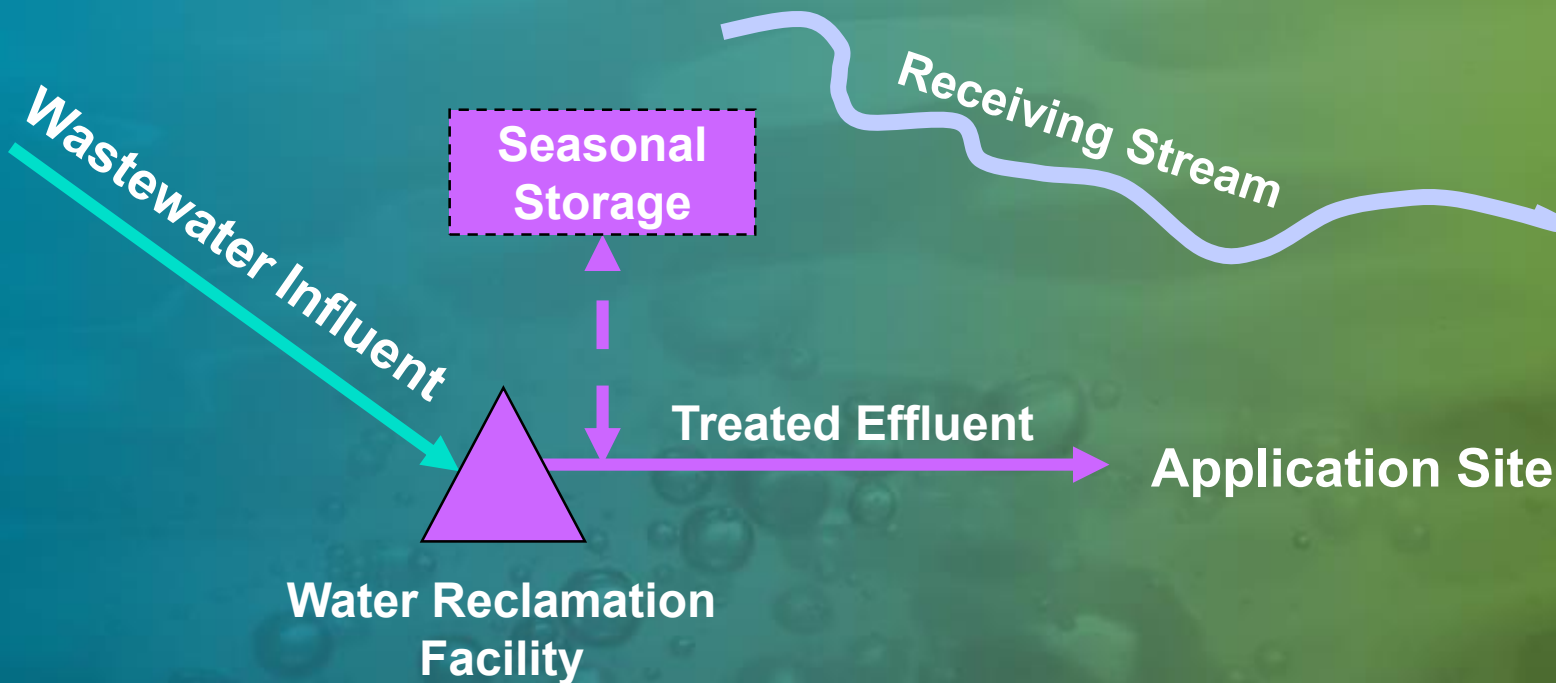 Wastewater Influent
Seasonal
Storage
Receiving Stream
Treated Effluent
Application Site
Water Reclamation
Facility